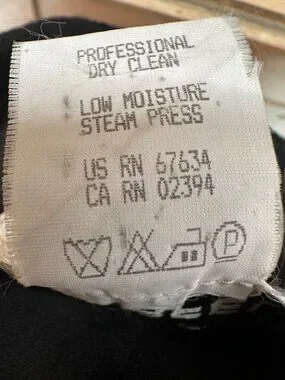 PROFESSIONAL
DRY CLEAN
LOW MOISTURE
STEAM PRESS
US RN 67634
CA RN 02394
P